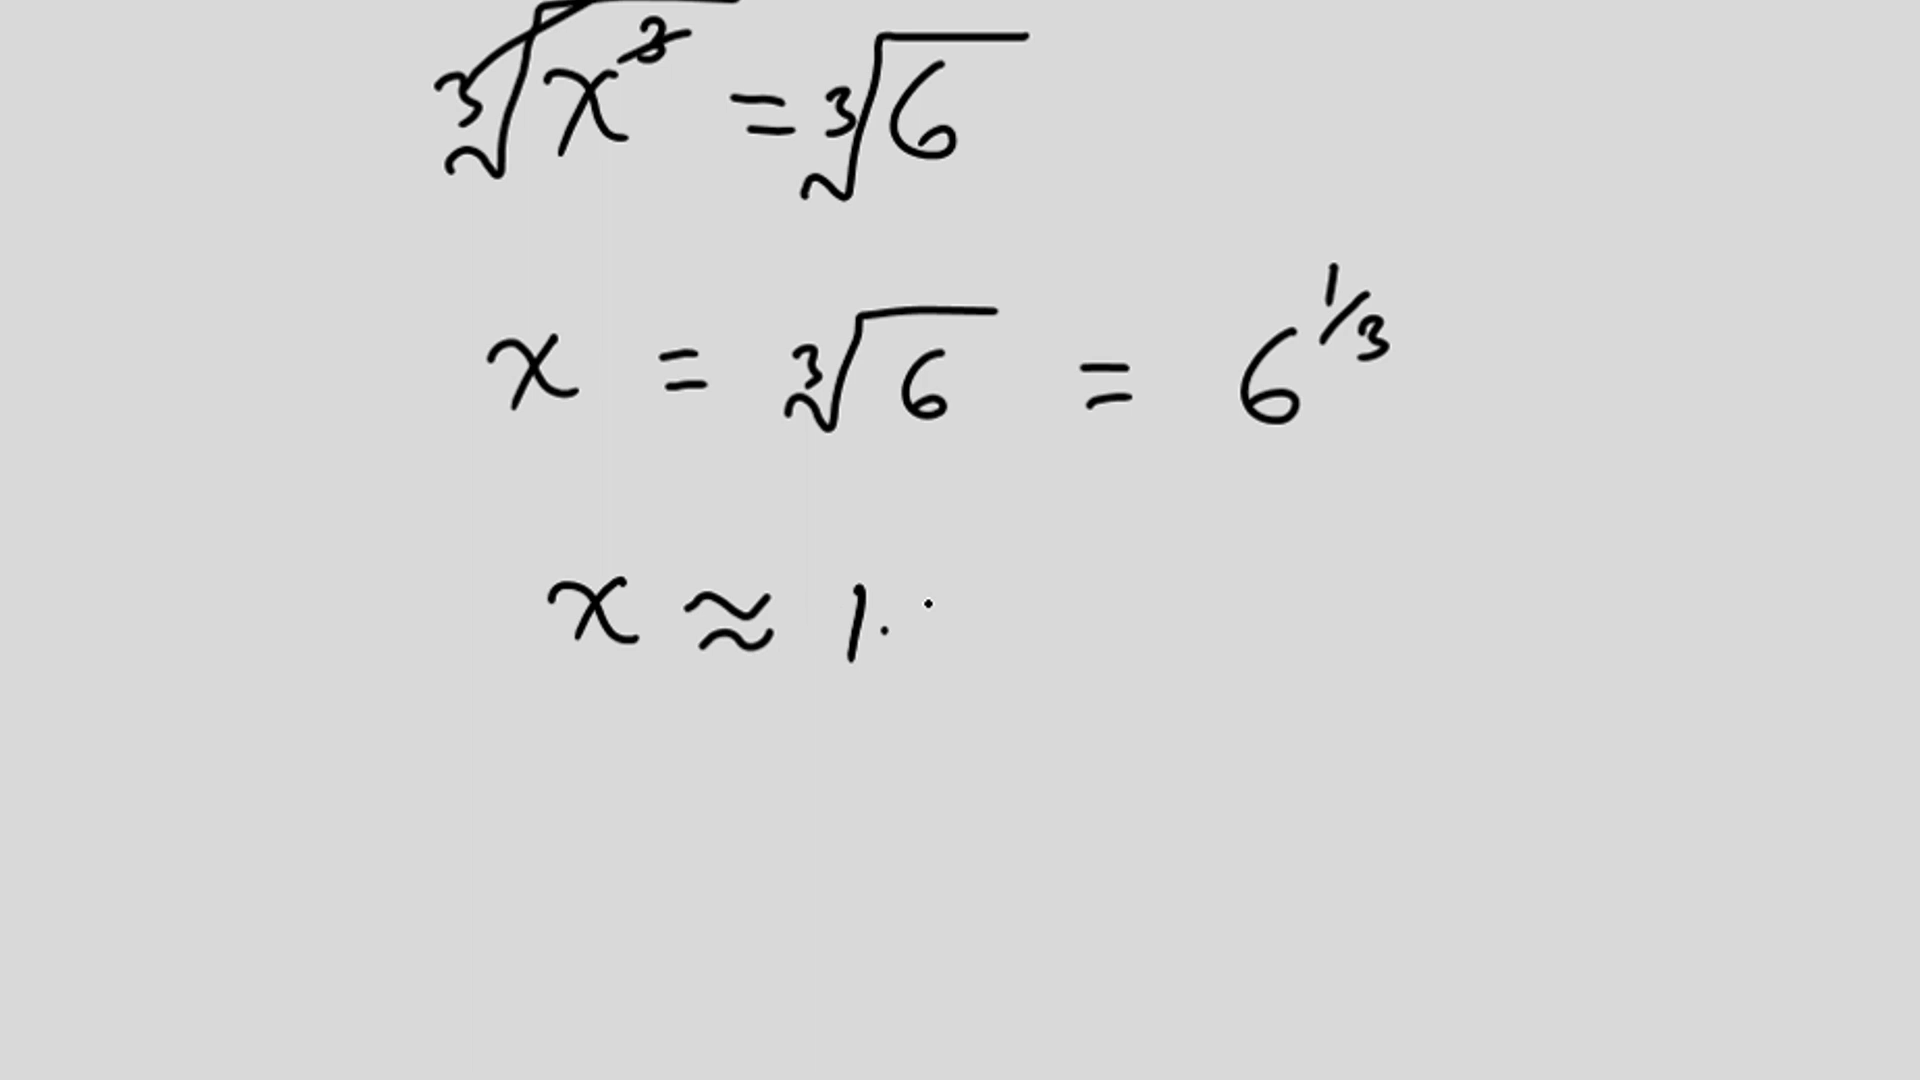 ∛x³ = ∛6
x = ∛6 = 6^1/3
x ≈ 1.